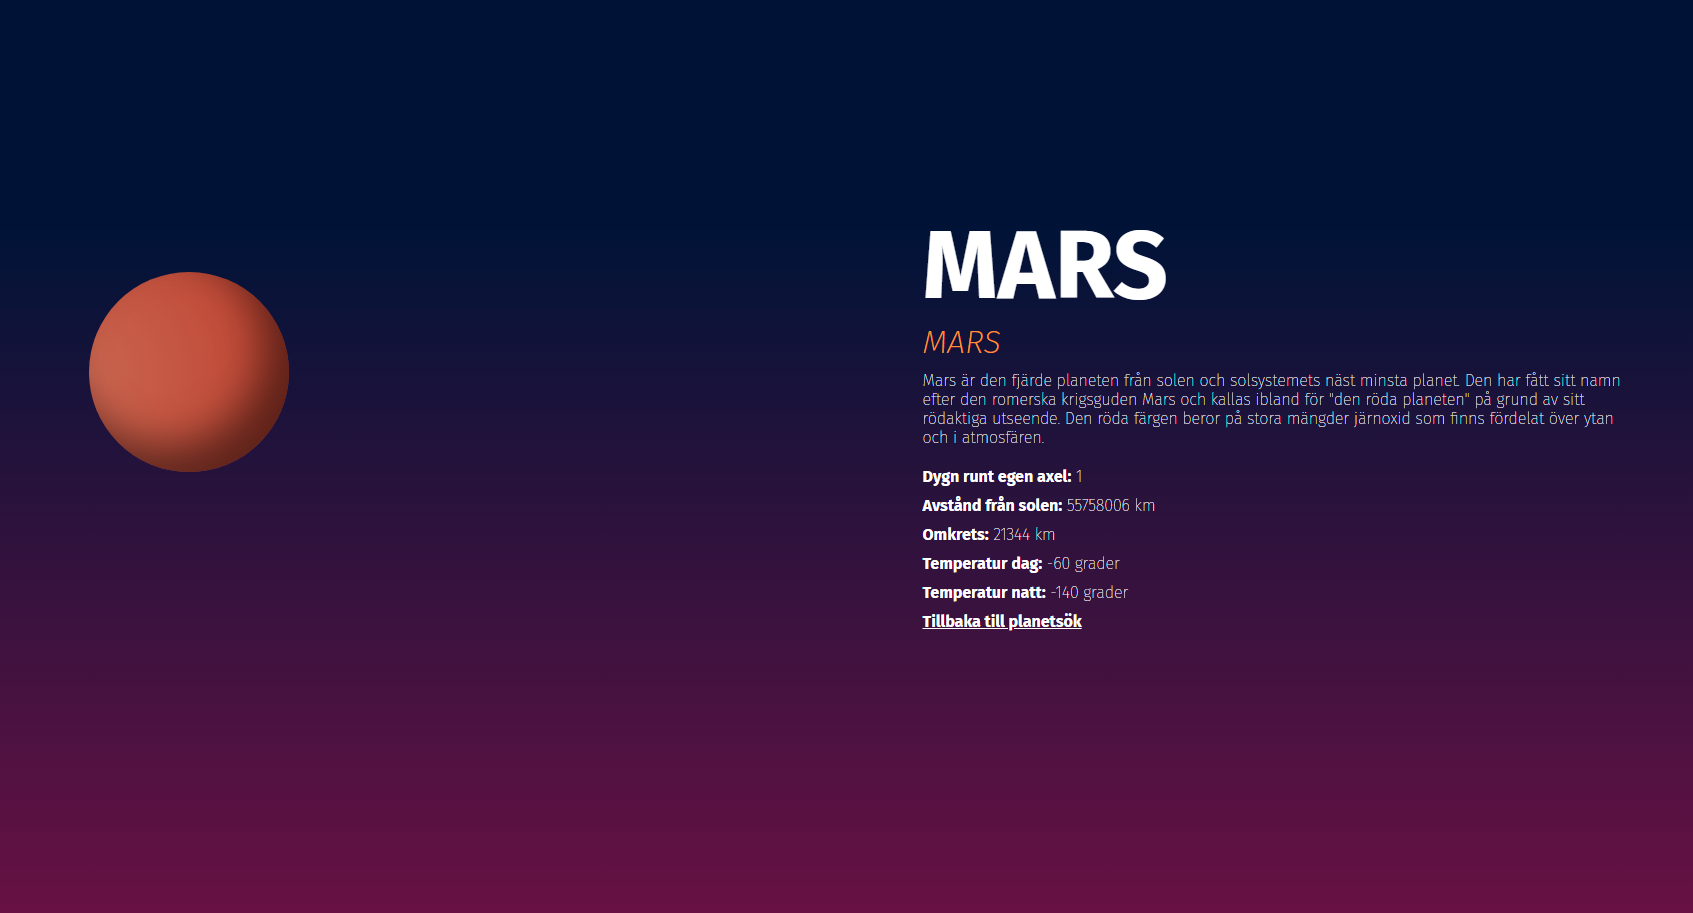 MARS
MARS
Mars är den fjärde planeten från solen och solsystemets näst minsta planet. Den har fått sitt namn
efter den romerska krigsguden Mars och kallas ibland för "den röda planeten" på grund av sitt
rödaktiga utseende. Den röda färgen beror på stora mängder järnoxid som finns fördelat över ytan
och i atmosfären.
Dygn runt egen axel: 1
Avstånd från solen: 55758006 km
Omkrets: 21344 km
Temperatur dag: -60 grader
Temperatur natt: -140 grader
Tillbaka till planetsök